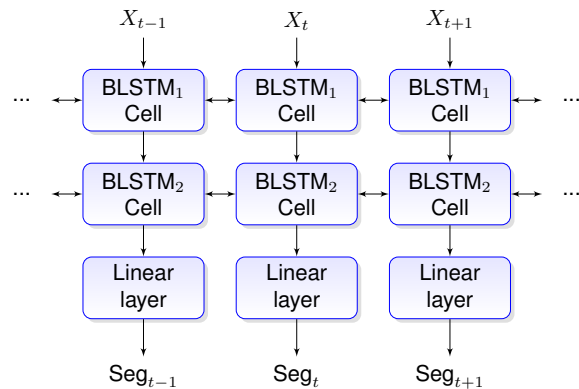 X_{t−1} X_t X_{t+1}
... BLSTM₁ Cell BLSTM₁ Cell BLSTM₁ Cell ...
... BLSTM₂ Cell BLSTM₂ Cell BLSTM₂ Cell ...
Linear layer Linear layer Linear layer
Seg_{t−1} Seg_t Seg_{t+1}